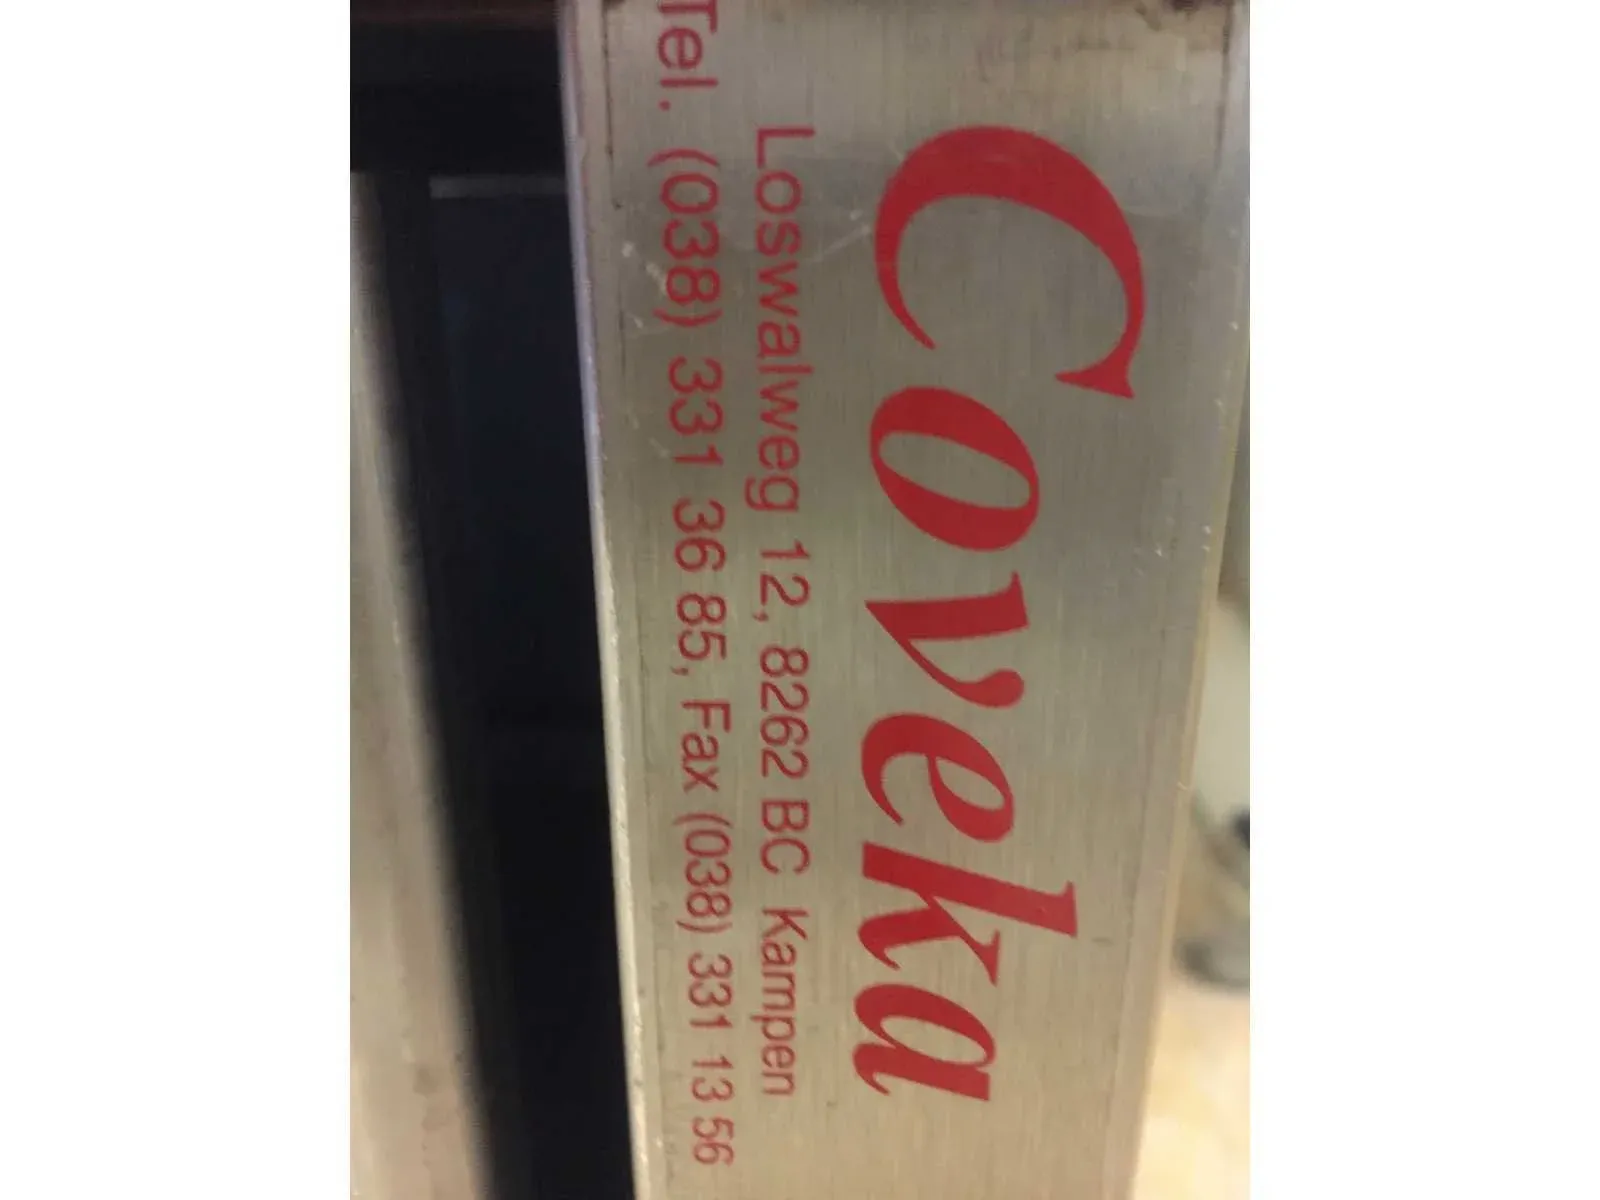 Coveka
Loswalweg 12, 8262 BC Kampen
Tel. (038) 331 36 85, Fax (038) 331 13 56